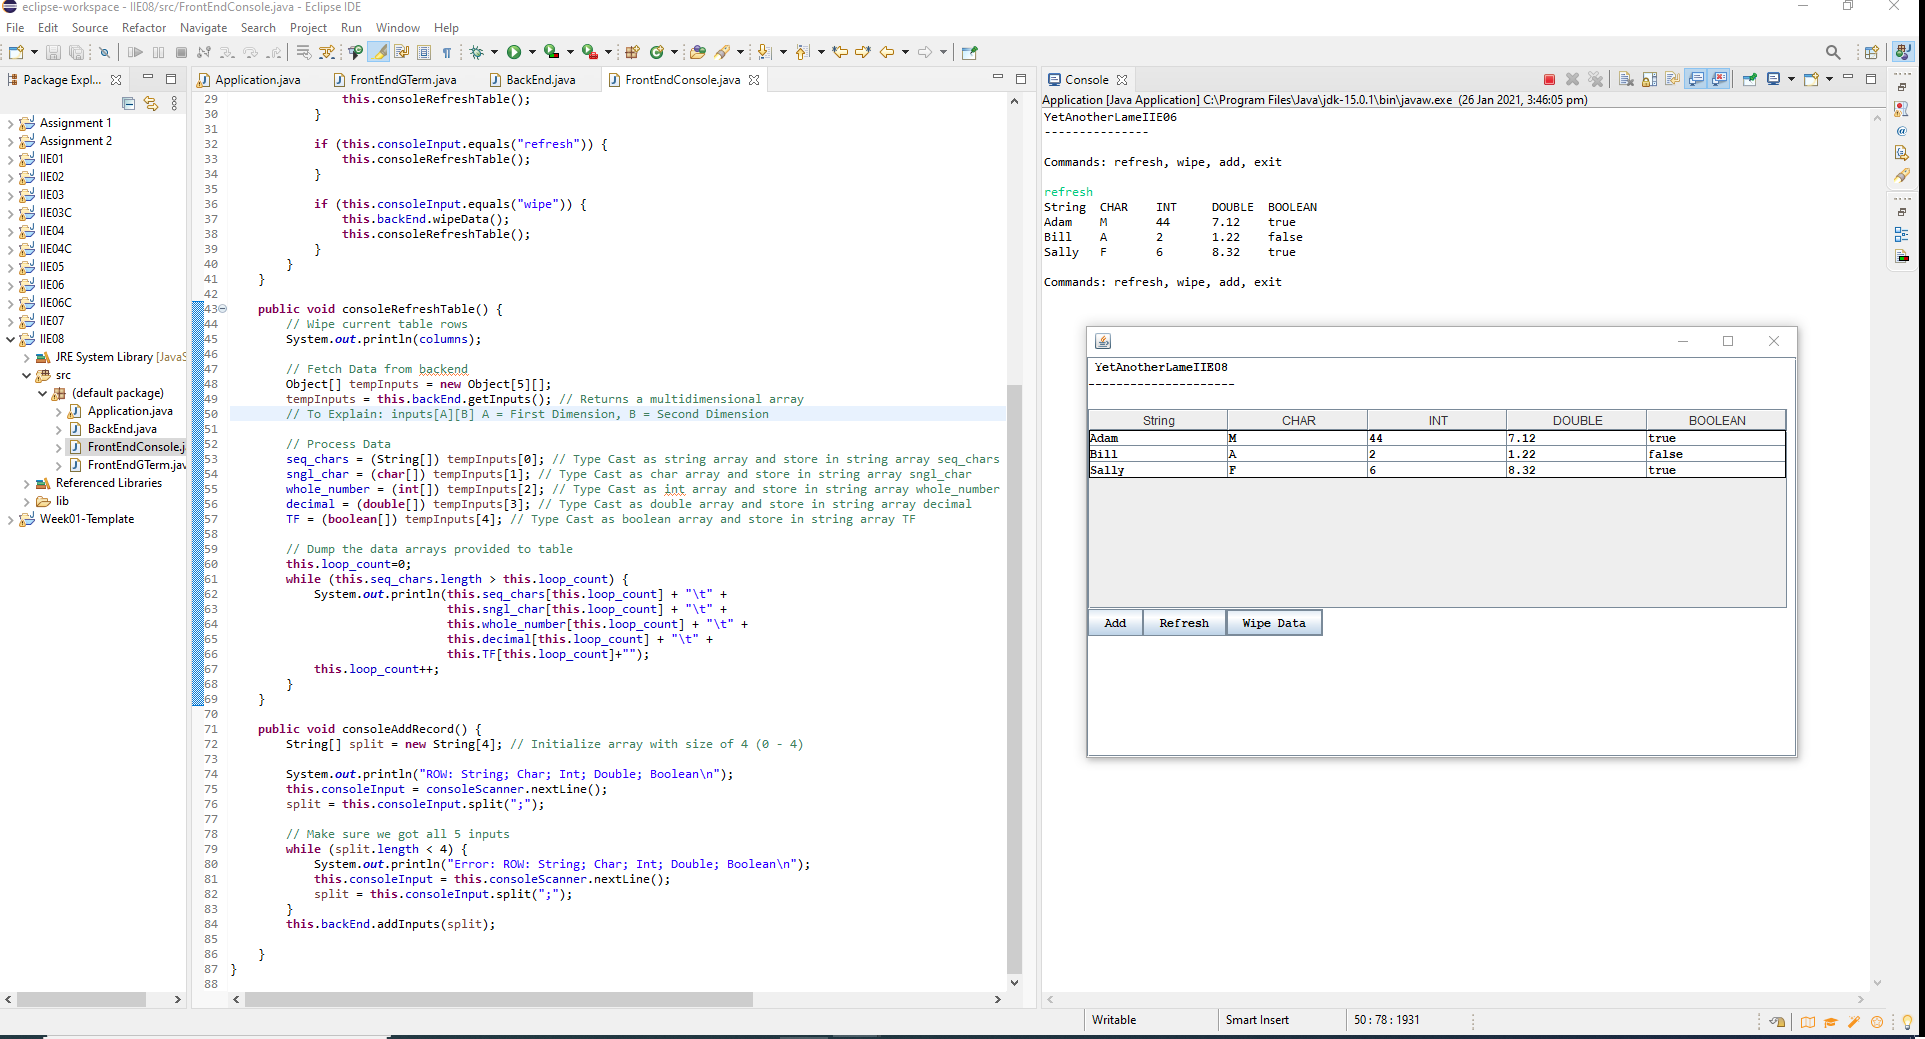 eclipse-workspace - IIE08/src/FrontEndConsole.java - Eclipse IDE
File Edit Source Refactor Navigate Search Project Run Window Help
Package Expl...
Assignment 1
Assignment 2
IIE01
IIE02
IIE03
IIE03C
IIE04
IIE04C
IIE05
IIE06
IIE06C
IIE07
IIE08
JRE System Library [JavaS
src
(default package)
Application.java
BackEnd.java
FrontEndConsole.j
FrontEndGTerm.jav
Referenced Libraries
lib
Week01-Template
Application.java FrontEndGTerm.java BackEnd.java FrontEndConsole.java
29 this.consoleRefreshTable();
30 }
31
32 if (this.consoleInput.equals("refresh")) {
33 this.consoleRefreshTable();
34 }
35
36 if (this.consoleInput.equals("wipe")) {
37 this.backEnd.wipeData();
38 this.consoleRefreshTable();
39 }
40 }
41 }
42
43 public void consoleRefreshTable() {
44 // Wipe current table rows
45 System.out.println(columns);
46
47 // Fetch Data from backend
48 Object[] tempInputs = new Object[5][];
49 tempInputs = this.backEnd.getInputs(); // Returns a multidimensional array
50 // To Explain: inputs[A][B] A = First Dimension, B = Second Dimension
51
52 // Process Data
53 seq_chars = (String[]) tempInputs[0]; // Type Cast as string array and store in string array seq_chars
54 sngl_char = (char[]) tempInputs[1]; // Type Cast as char array and store in string array sngl_char
55 whole_number = (int[]) tempInputs[2]; // Type Cast as int array and store in string array whole_number
56 decimal = (double[]) tempInputs[3]; // Type Cast as double array and store in string array decimal
57 TF = (boolean[]) tempInputs[4]; // Type Cast as boolean array and store in string array TF
58
59 // Dump the data arrays provided to table
60 this.loop_count=0;
61 while (this.seq_chars.length > this.loop_count) {
62 System.out.println(this.seq_chars[this.loop_count] + "\t" +
63 this.sngl_char[this.loop_count] + "\t" +
64 this.whole_number[this.loop_count] + "\t" +
65 this.decimal[this.loop_count] + "\t" +
66 this.TF[this.loop_count]+"");
67 this.loop_count++;
68 }
69 }
70
71 public void consoleAddRecord() {
72 String[] split = new String[4]; // Initialize array with size of 4 (0 - 4)
73
74 System.out.println("ROW: String; Char; Int; Double; Boolean\n");
75 this.consoleInput = consoleScanner.nextLine();
76 split = this.consoleInput.split(";");
77
78 // Make sure we got all 5 inputs
79 while (split.length < 4) {
80 System.out.println("Error: ROW: String; Char; Int; Double; Boolean\n");
81 this.consoleInput = this.consoleScanner.nextLine();
82 split = this.consoleInput.split(";");
83 }
84 this.backEnd.addInputs(split);
85
86 }
87 }
88
Console
Application [Java Application] C:\Program Files\Java\jdk-15.0.1\bin\javaw.exe (26 Jan 2021, 3:46:05 pm)
YetAnotherLameIIE06
---------------
Commands: refresh, wipe, add, exit
refresh
String CHAR INT DOUBLE BOOLEAN
Adam M 44 7.12 true
Bill A 2 1.22 false
Sally F 6 8.32 true
Commands: refresh, wipe, add, exit
YetAnotherLameIIE08
---------------------
String CHAR INT DOUBLE BOOLEAN
Adam M 44 7.12 true
Bill A 2 1.22 false
Sally F 6 8.32 true
Add Refresh Wipe Data
Writable Smart Insert 50 : 78 : 1931